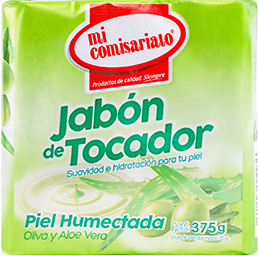 mi
comisariato
Productos de calidad. Siempre
Jabón
de Tocador
Suavidad e hidratación para tu piel
Piel Humectada
Oliva y Aloe Vera
375g